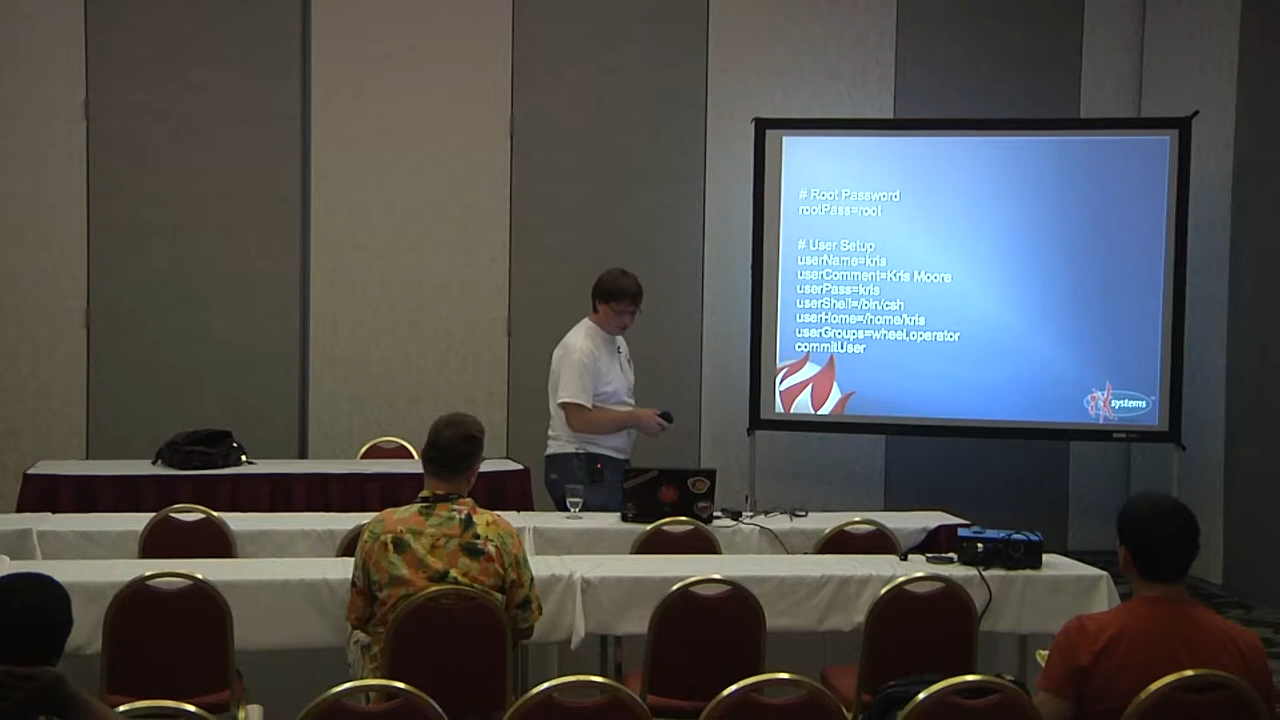 # Root Password
rootPass=root
# User Setup
userName=kris
userComment=Kris Moore
userPass=kris
userShell=/bin/csh
userHome=/home/kris
userGroups=wheel,operator
commitUser
iXsystems